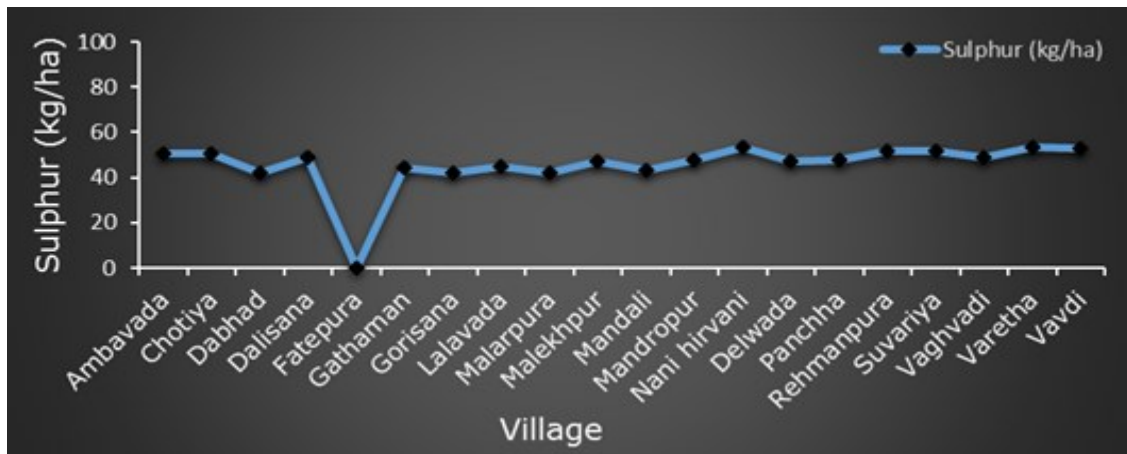 Sulphur (kg/ha)
100
80
60
40
20
0
Sulphur (kg/ha)
Ambavada
Chotiya
Dabhad
Dalisana
Fatepura
Gathaman
Gorisana
Lalavada
Malarpura
Malekhpur
Mandali
Mandropur
Nani hirvani
Delwada
Panchha
Rehmanpura
Suvariya
Vaghvadi
Varetha
Vavdi
Village